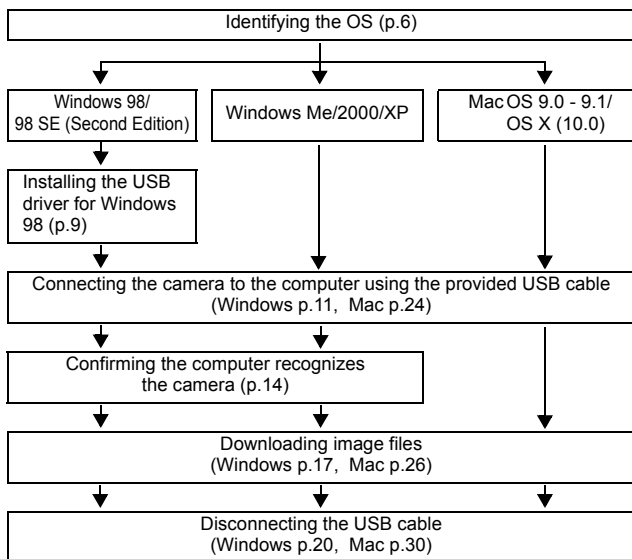 Identifying the OS (p.6)
Windows 98/
98 SE (Second Edition)
Windows Me/2000/XP
Mac OS 9.0 - 9.1/
OS X (10.0)
Installing the USB
driver for Windows
98 (p.9)
Connecting the camera to the computer using the provided USB cable
(Windows p.11, Mac p.24)
Confirming the computer recognizes
the camera (p.14)
Downloading image files
(Windows p.17, Mac p.26)
Disconnecting the USB cable
(Windows p.20, Mac p.30)